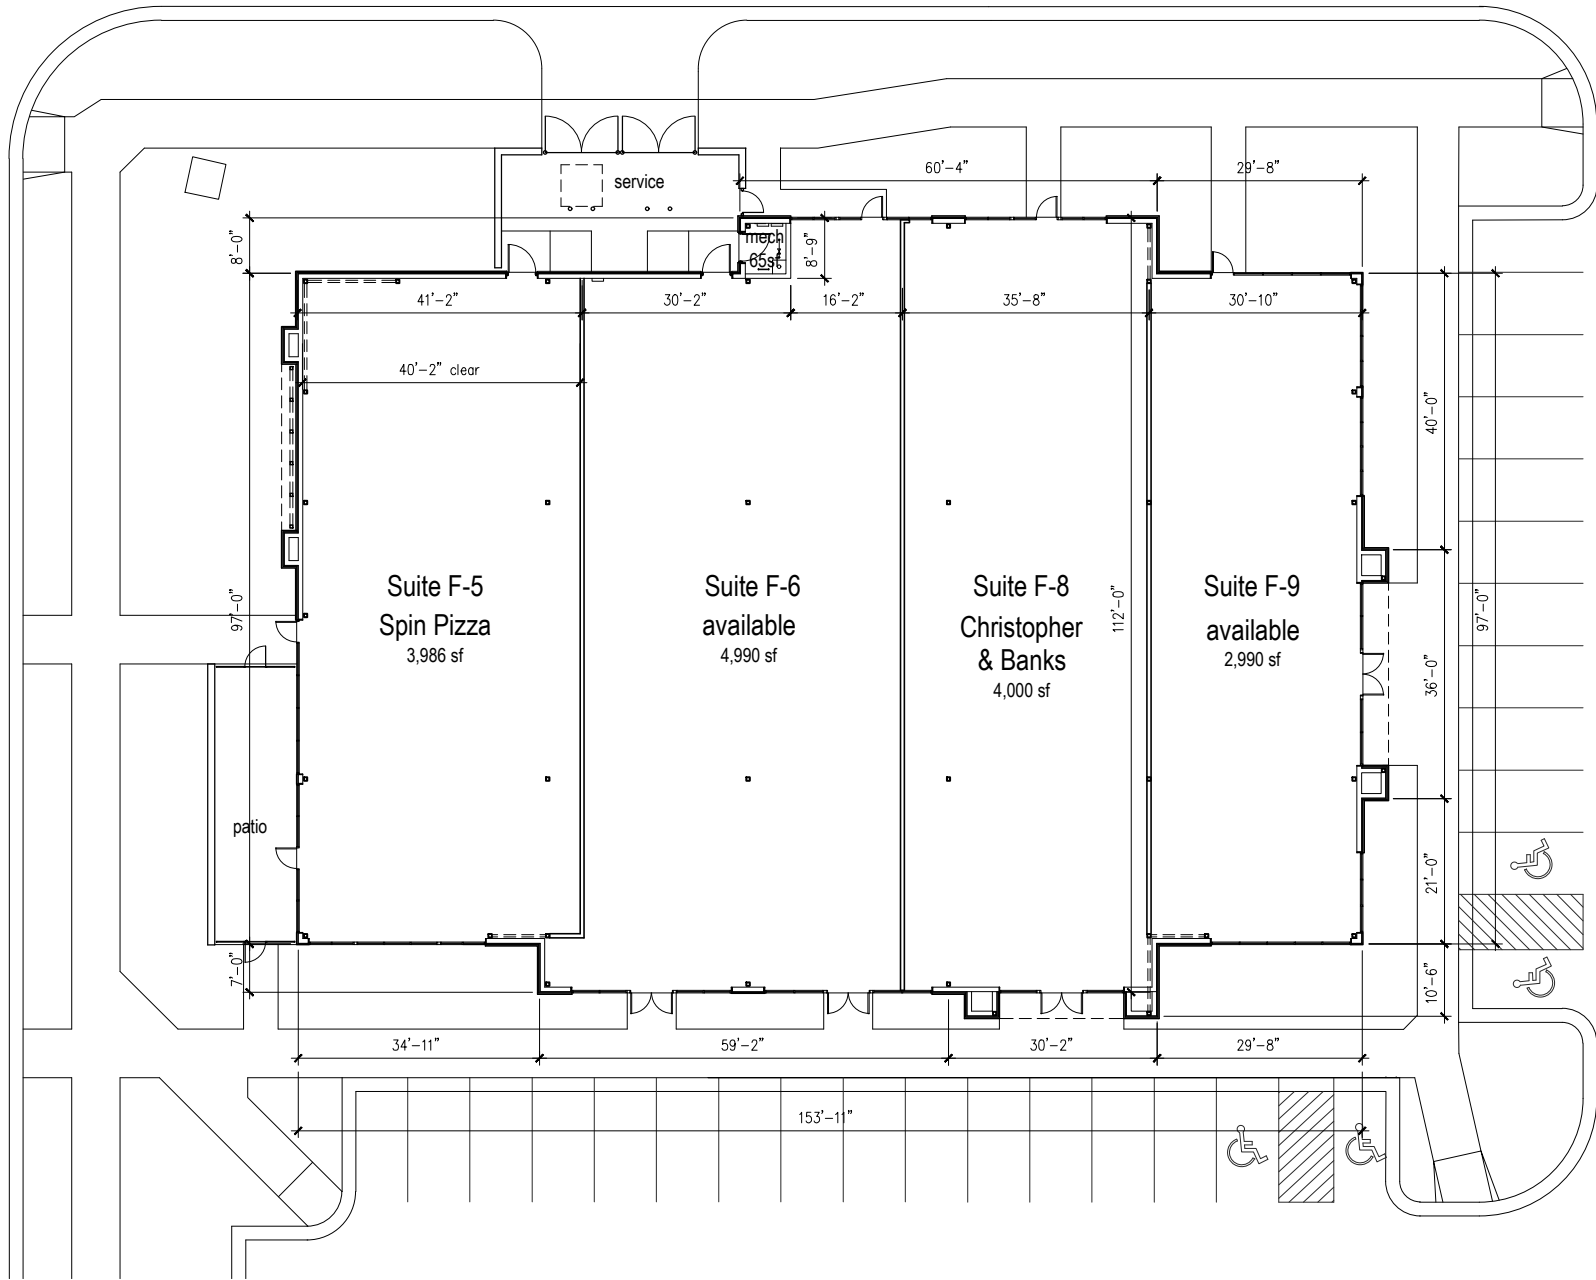 60'-4"
29'-8"
service
8'-0"
mech
65sf
8'-9"
41'-2"
30'-2"
16'-2"
35'-8"
30'-10"
40'-2" clear
40'-0"
97'-0"
Suite F-5
Spin Pizza
3,986 sf
Suite F-6
available
4,990 sf
Suite F-8
Christopher
& Banks
4,000 sf
112'-0"
Suite F-9
available
2,990 sf
97'-0"
36'-0"
patio
21'-0"
7'-0"
10'-6"
34'-11"
59'-2"
30'-2"
29'-8"
153'-11"